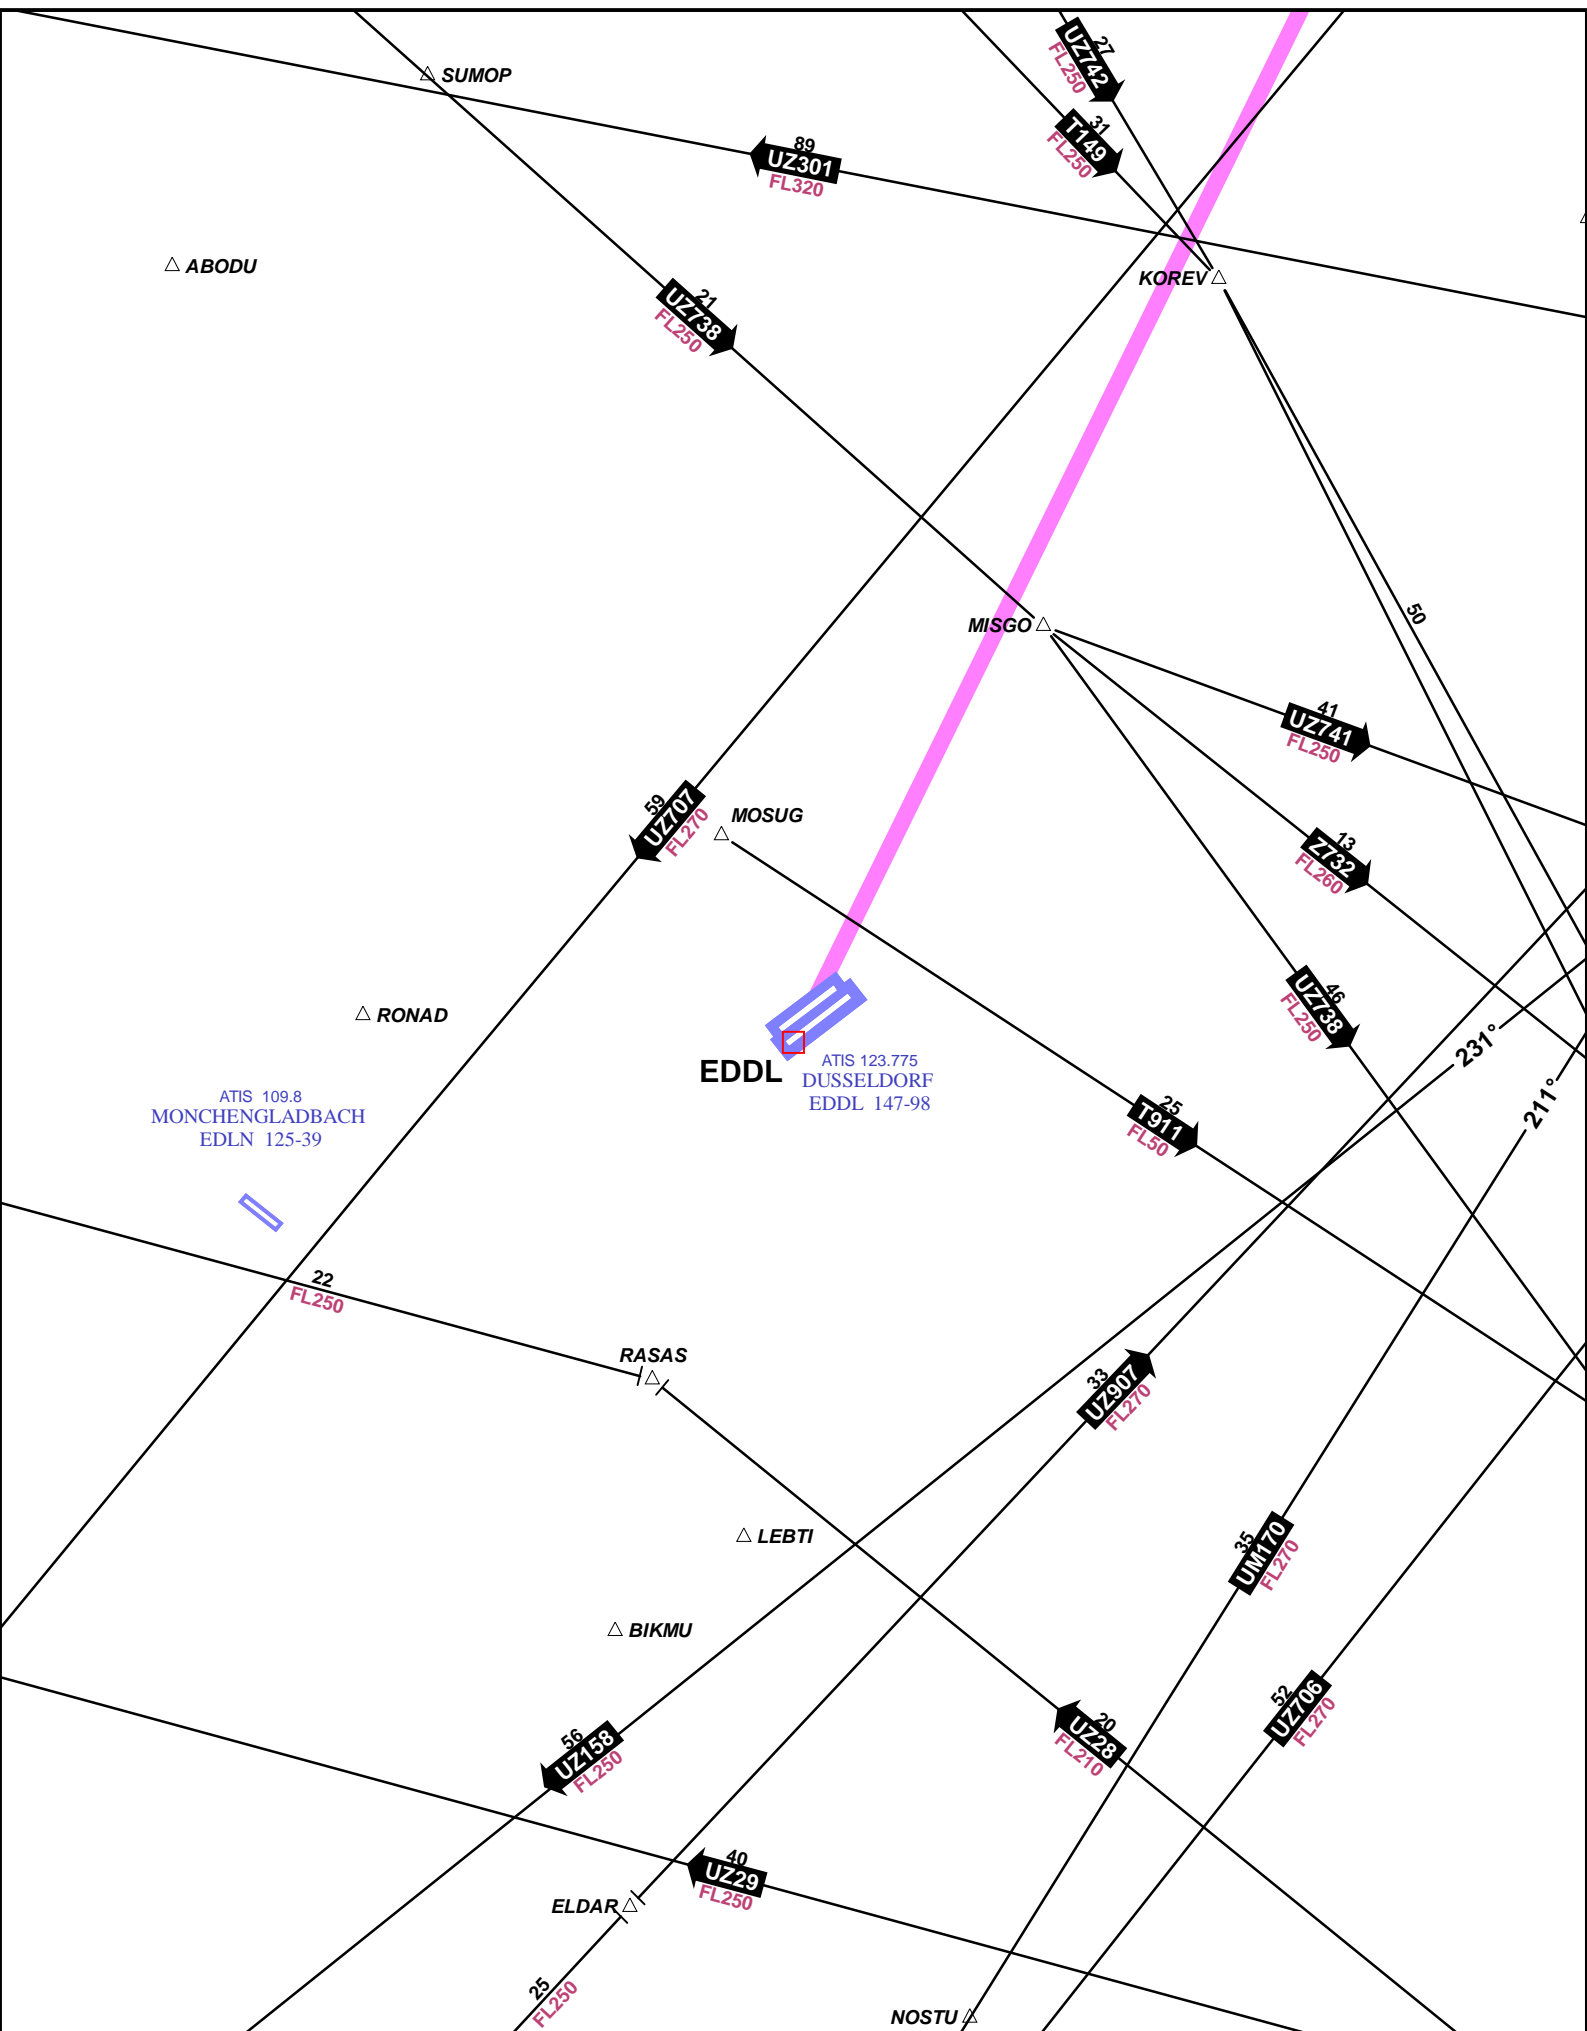 27
UZ742
FL250
SUMOP
31
T149
FL250
89
UZ301
FL320
ABODU
KOREV
21
UZ738
FL250
50
MISGO
41
UZ741
FL250
59
UZ707
FL270
MOSUG
13
Z732
FL260
46
UZ738
FL250
RONAD
231°
EDDL
ATIS 123.775
DUSSELDORF
EDDL 147-98
ATIS 109.8
MONCHENGLADBACH
EDLN 125-39
211°
25
T911
FL50
22
FL250
RASAS
33
UZ907
FL270
LEBTI
35
UM170
FL270
BIKMU
52
UZ706
FL270
56
UZ158
FL250
20
UZ28
FL210
40
UZ29
FL250
ELDAR
25
FL250
NOSTU